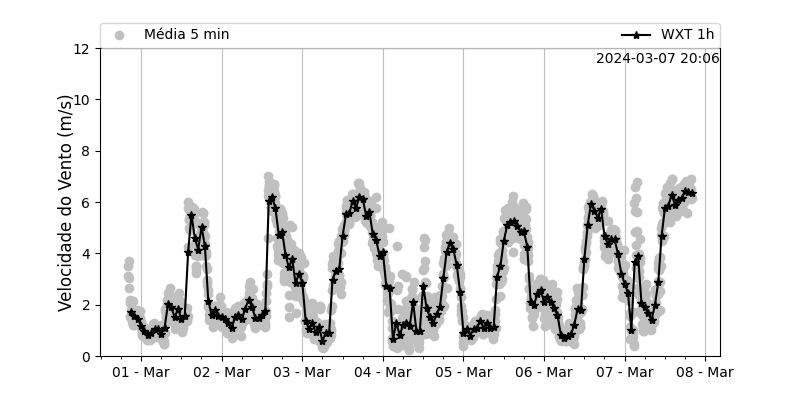 Média 5 min
WXT 1h
2024-03-07 20:06
Velocidade do Vento (m/s)
12
10
8
6
4
2
0
01 - Mar
02 - Mar
03 - Mar
04 - Mar
05 - Mar
06 - Mar
07 - Mar
08 - Mar